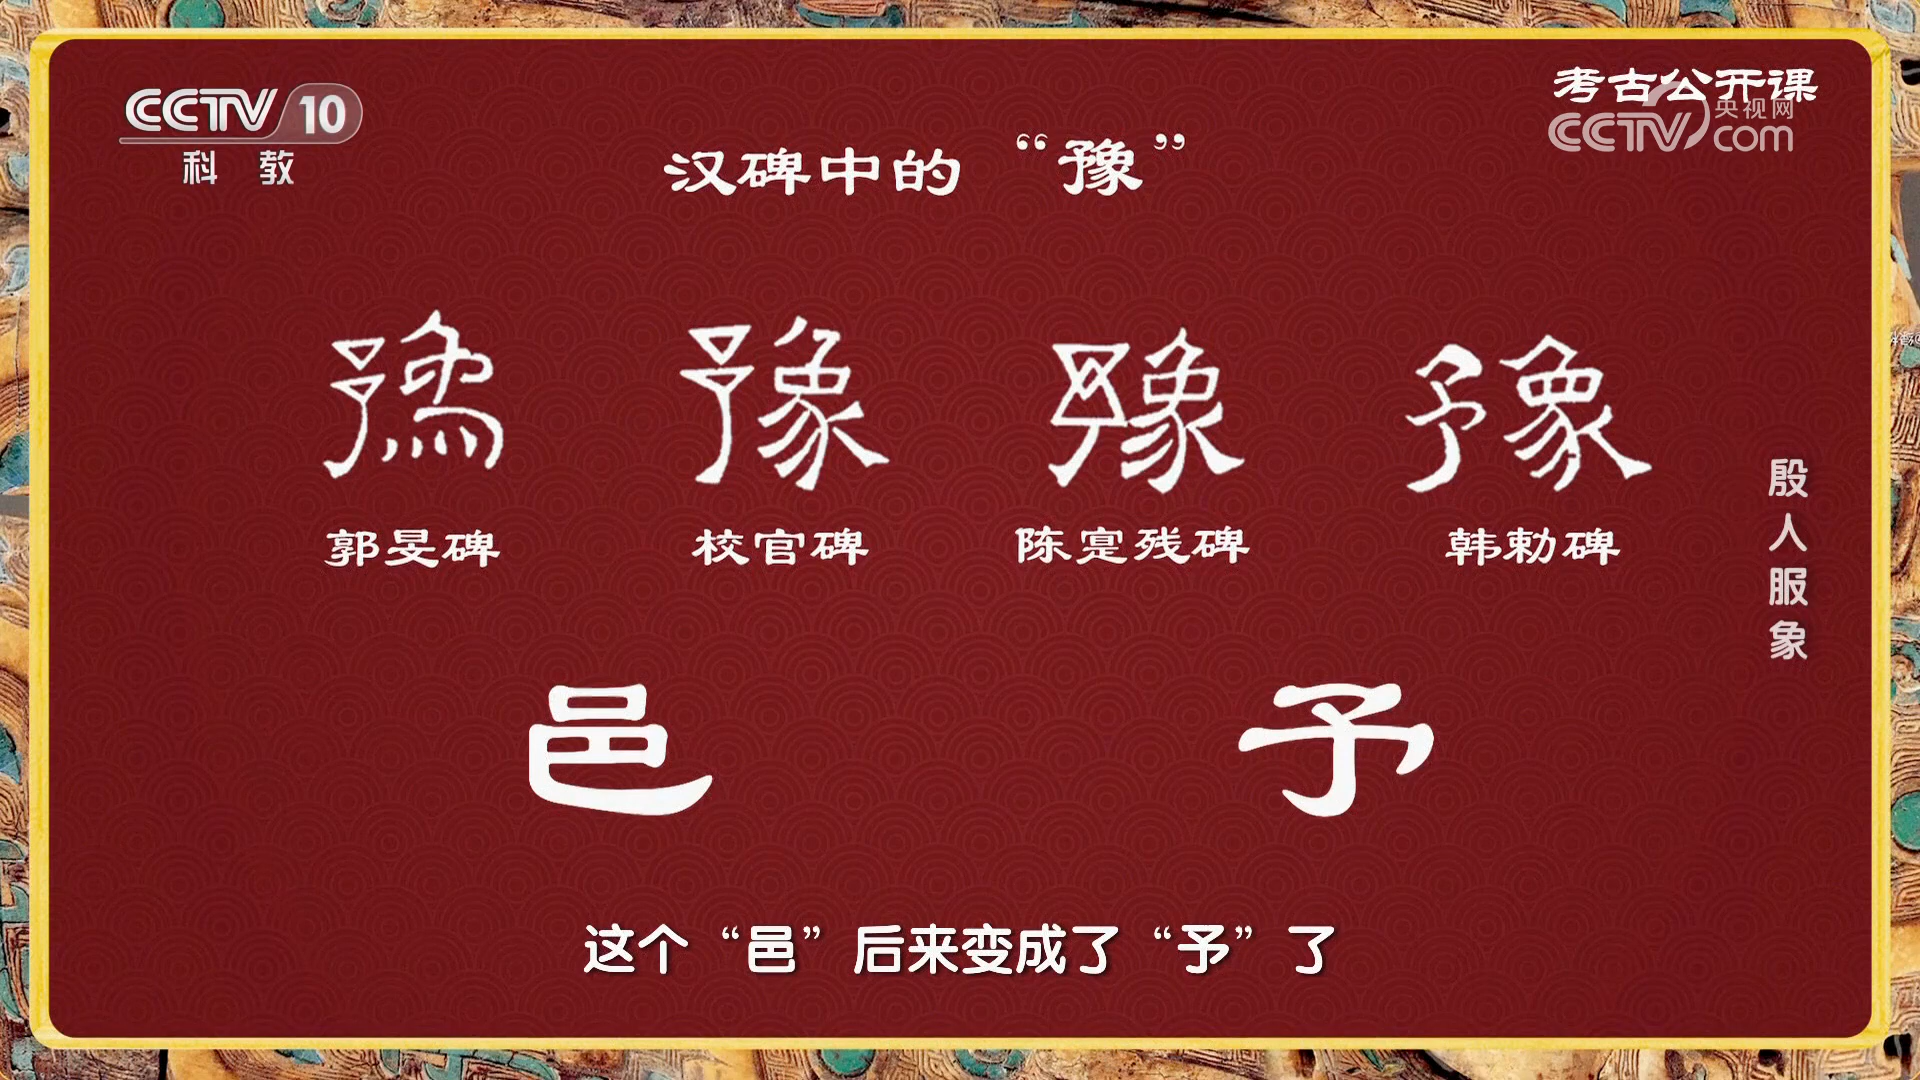 CCTV 10
科 教
考古公开课
央视网
CCTV.com
汉碑中的“豫”
豫 豫 豫 豫
郭旻碑 校官碑 陈寔残碑 韩勅碑
殷人服象
邑 予
这个“邑”后来变成了“予”了